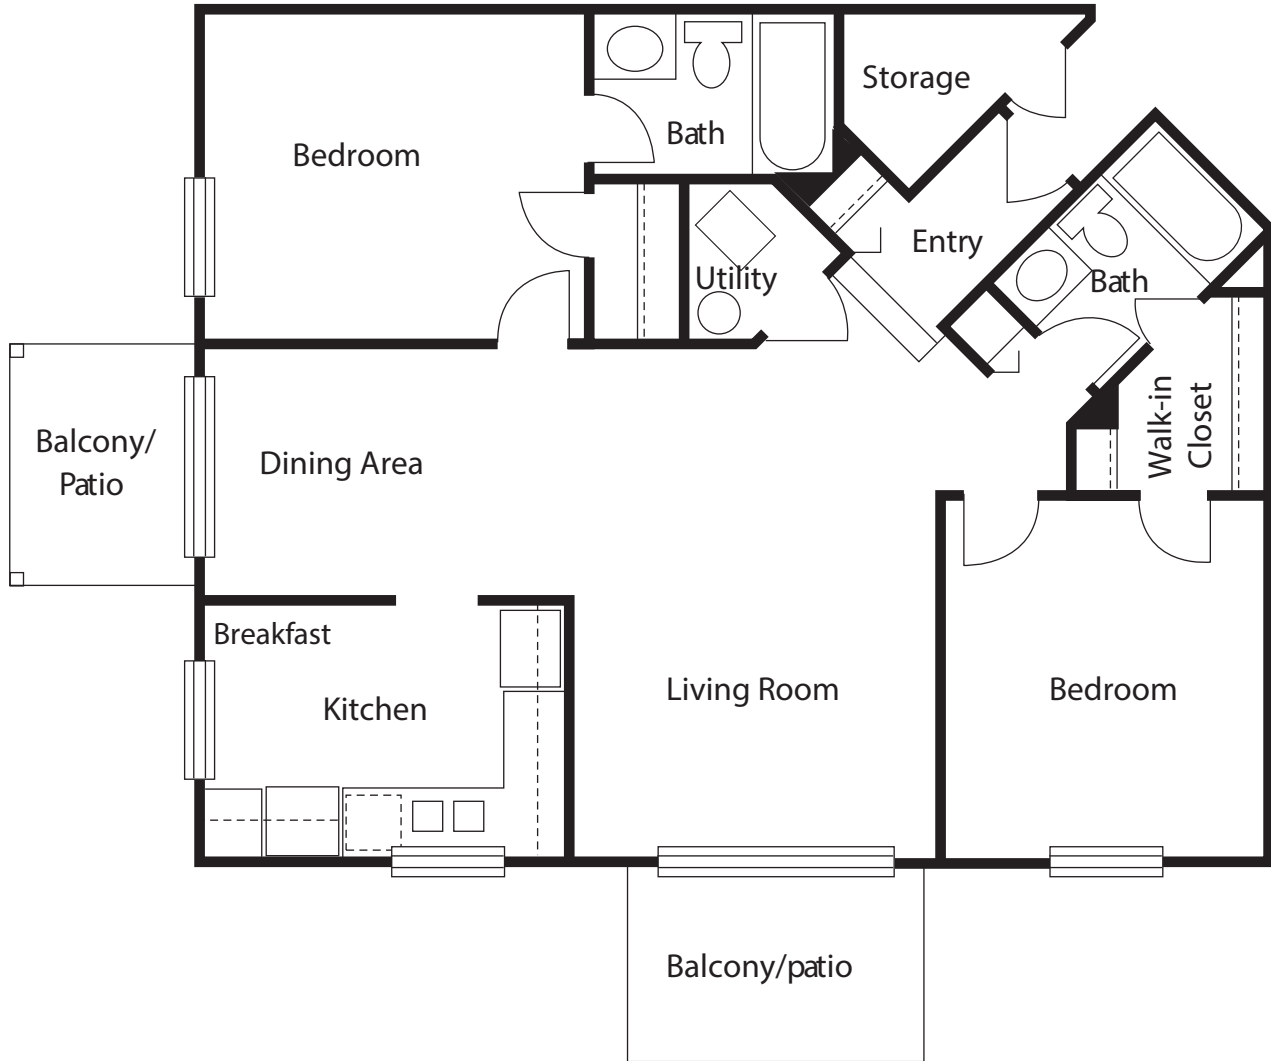 Storage
Bath
Bedroom
Entry
Utility
Bath
Walk-in
Closet
Balcony/
Patio
Dining Area
Breakfast
Kitchen
Living Room
Bedroom
Balcony/patio